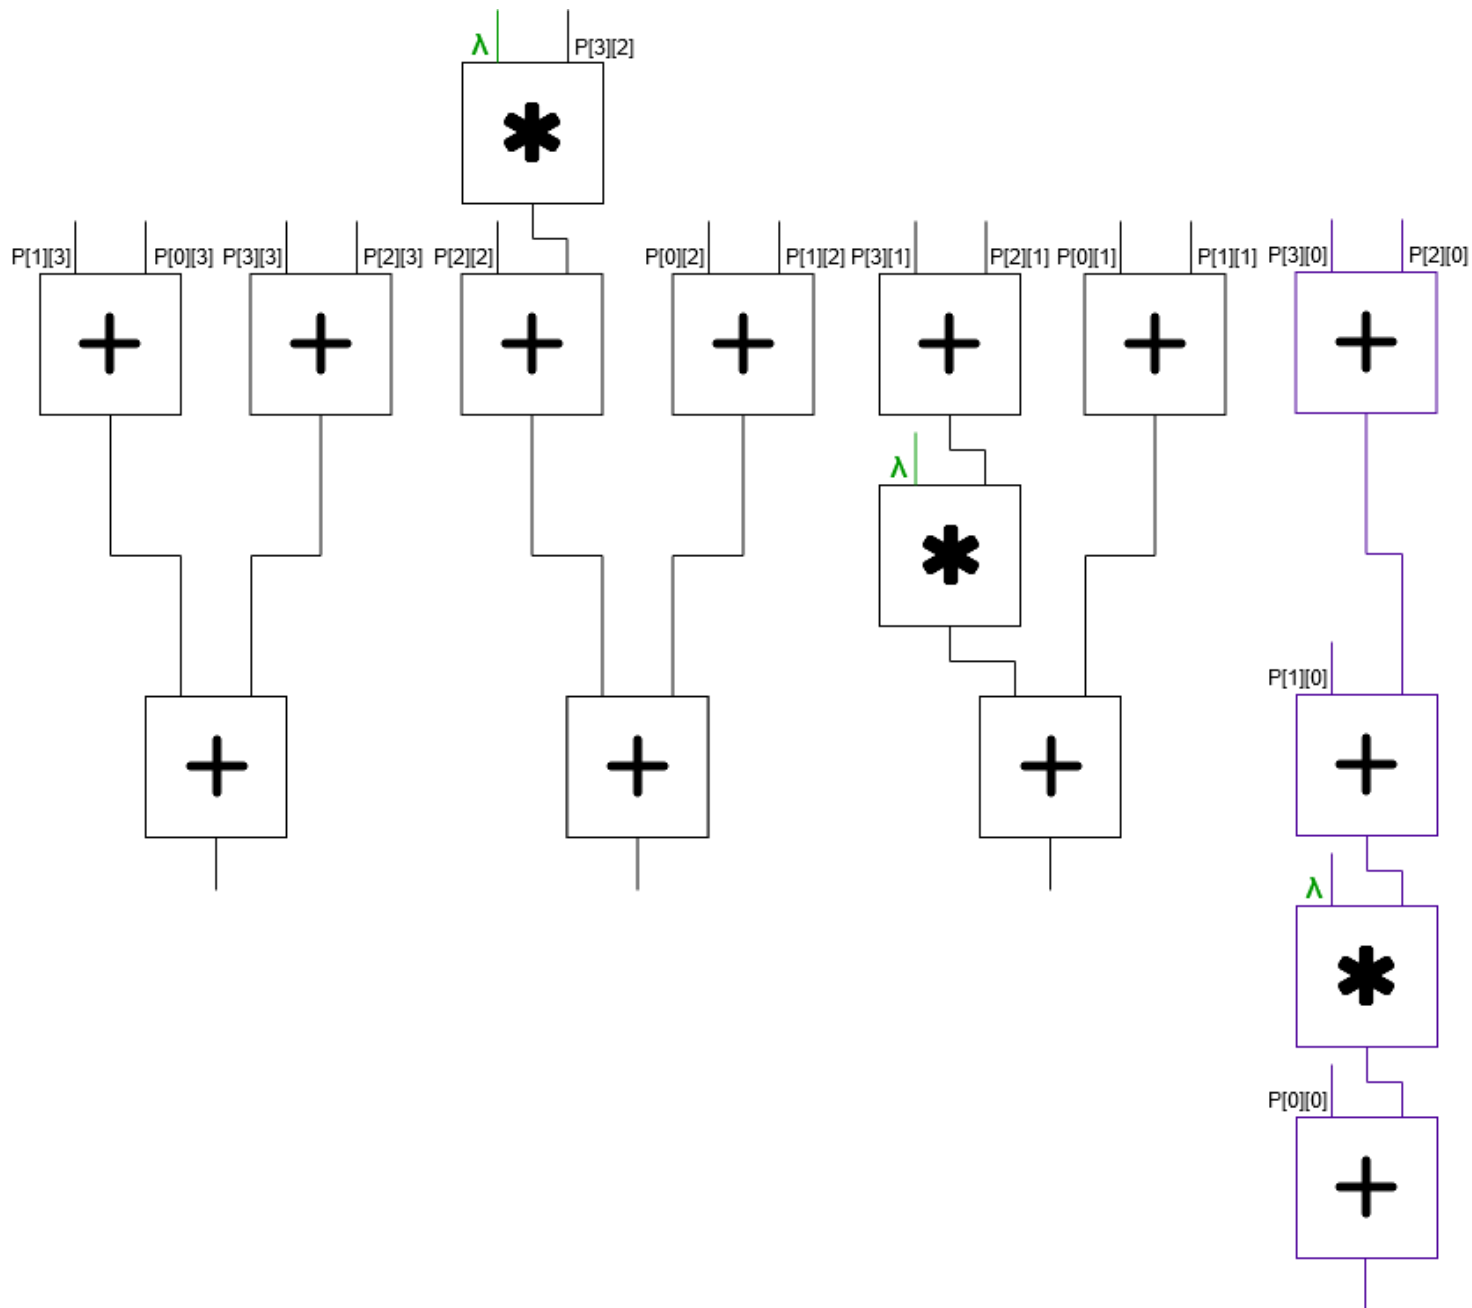 λ P[3][2]
*
P[1][3] P[0][3] P[3][3] P[2][3] P[2][2] P[0][2] P[1][2] P[3][1] P[2][1] P[0][1] P[1][1] P[3][0] P[2][0]
+ + + + + + +
λ
*
P[1][0]
+ + + +
λ
*
P[0][0]
+